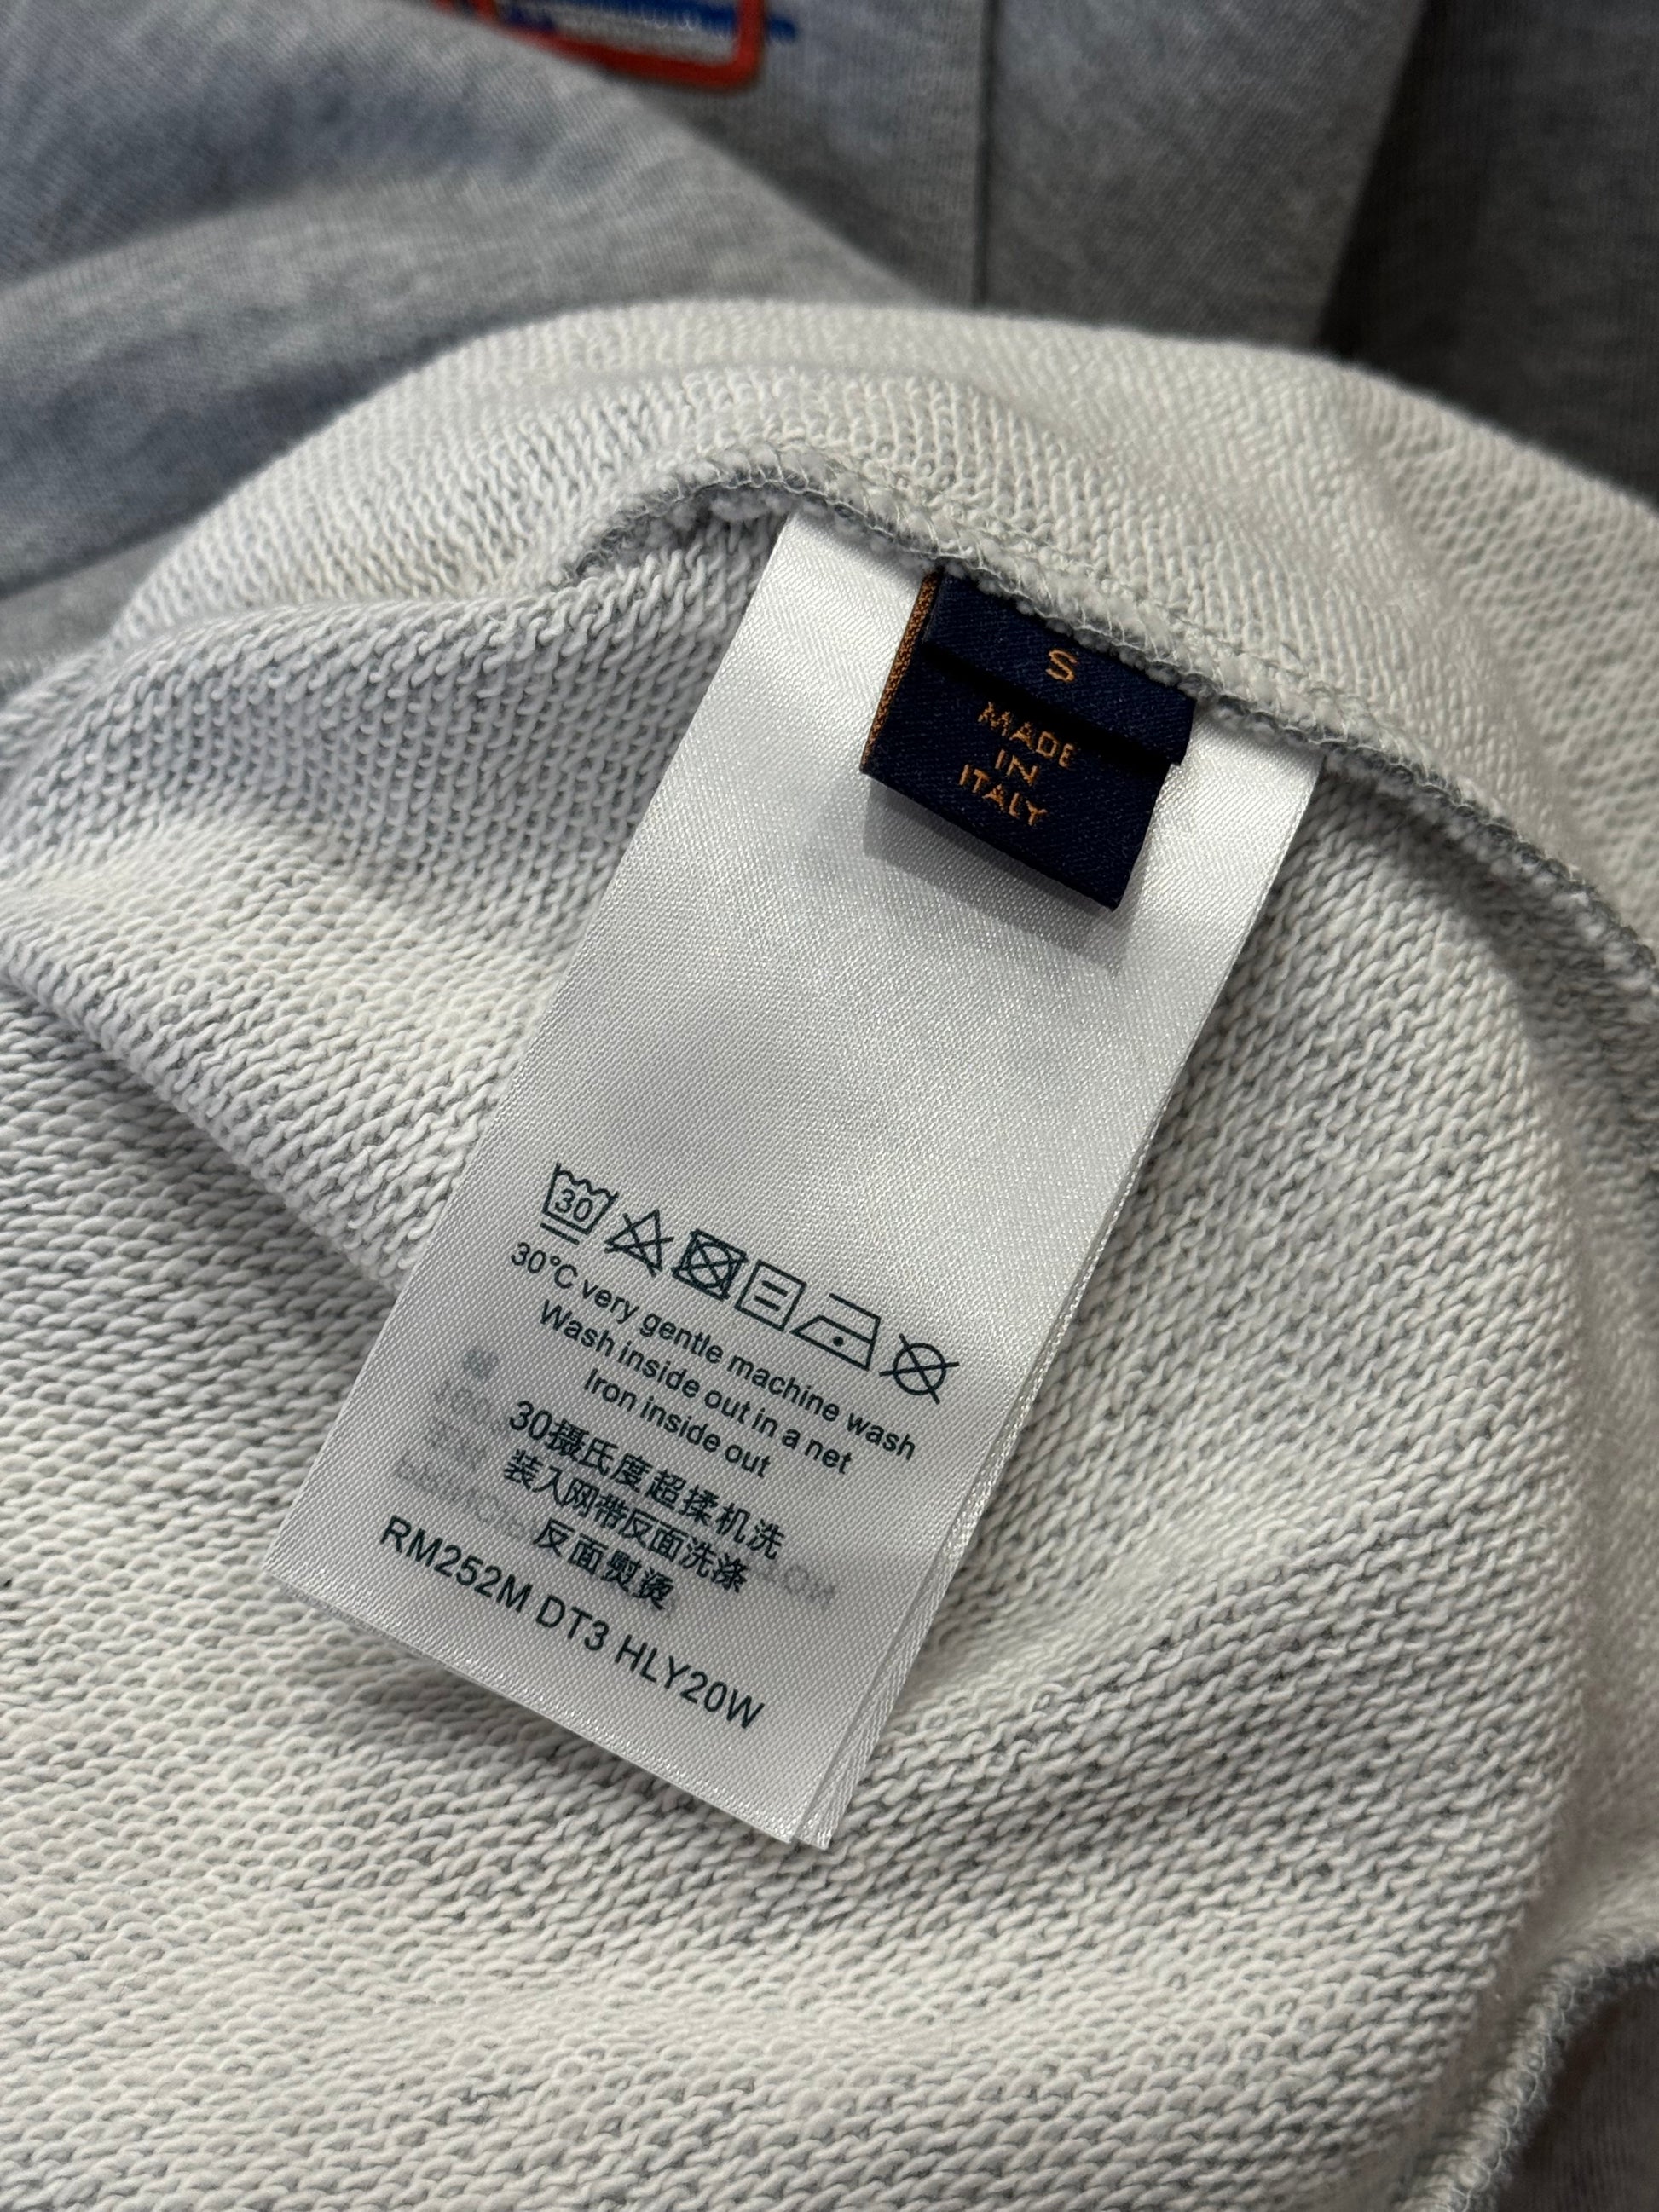 S
MADE
IN
ITALY
30
30°C very gentle machine wash
Wash inside out in a net
Iron inside out
30摄氏度超揉机洗
装入网带反面洗涤
反面熨烫
RM252M DT3 HLY20W